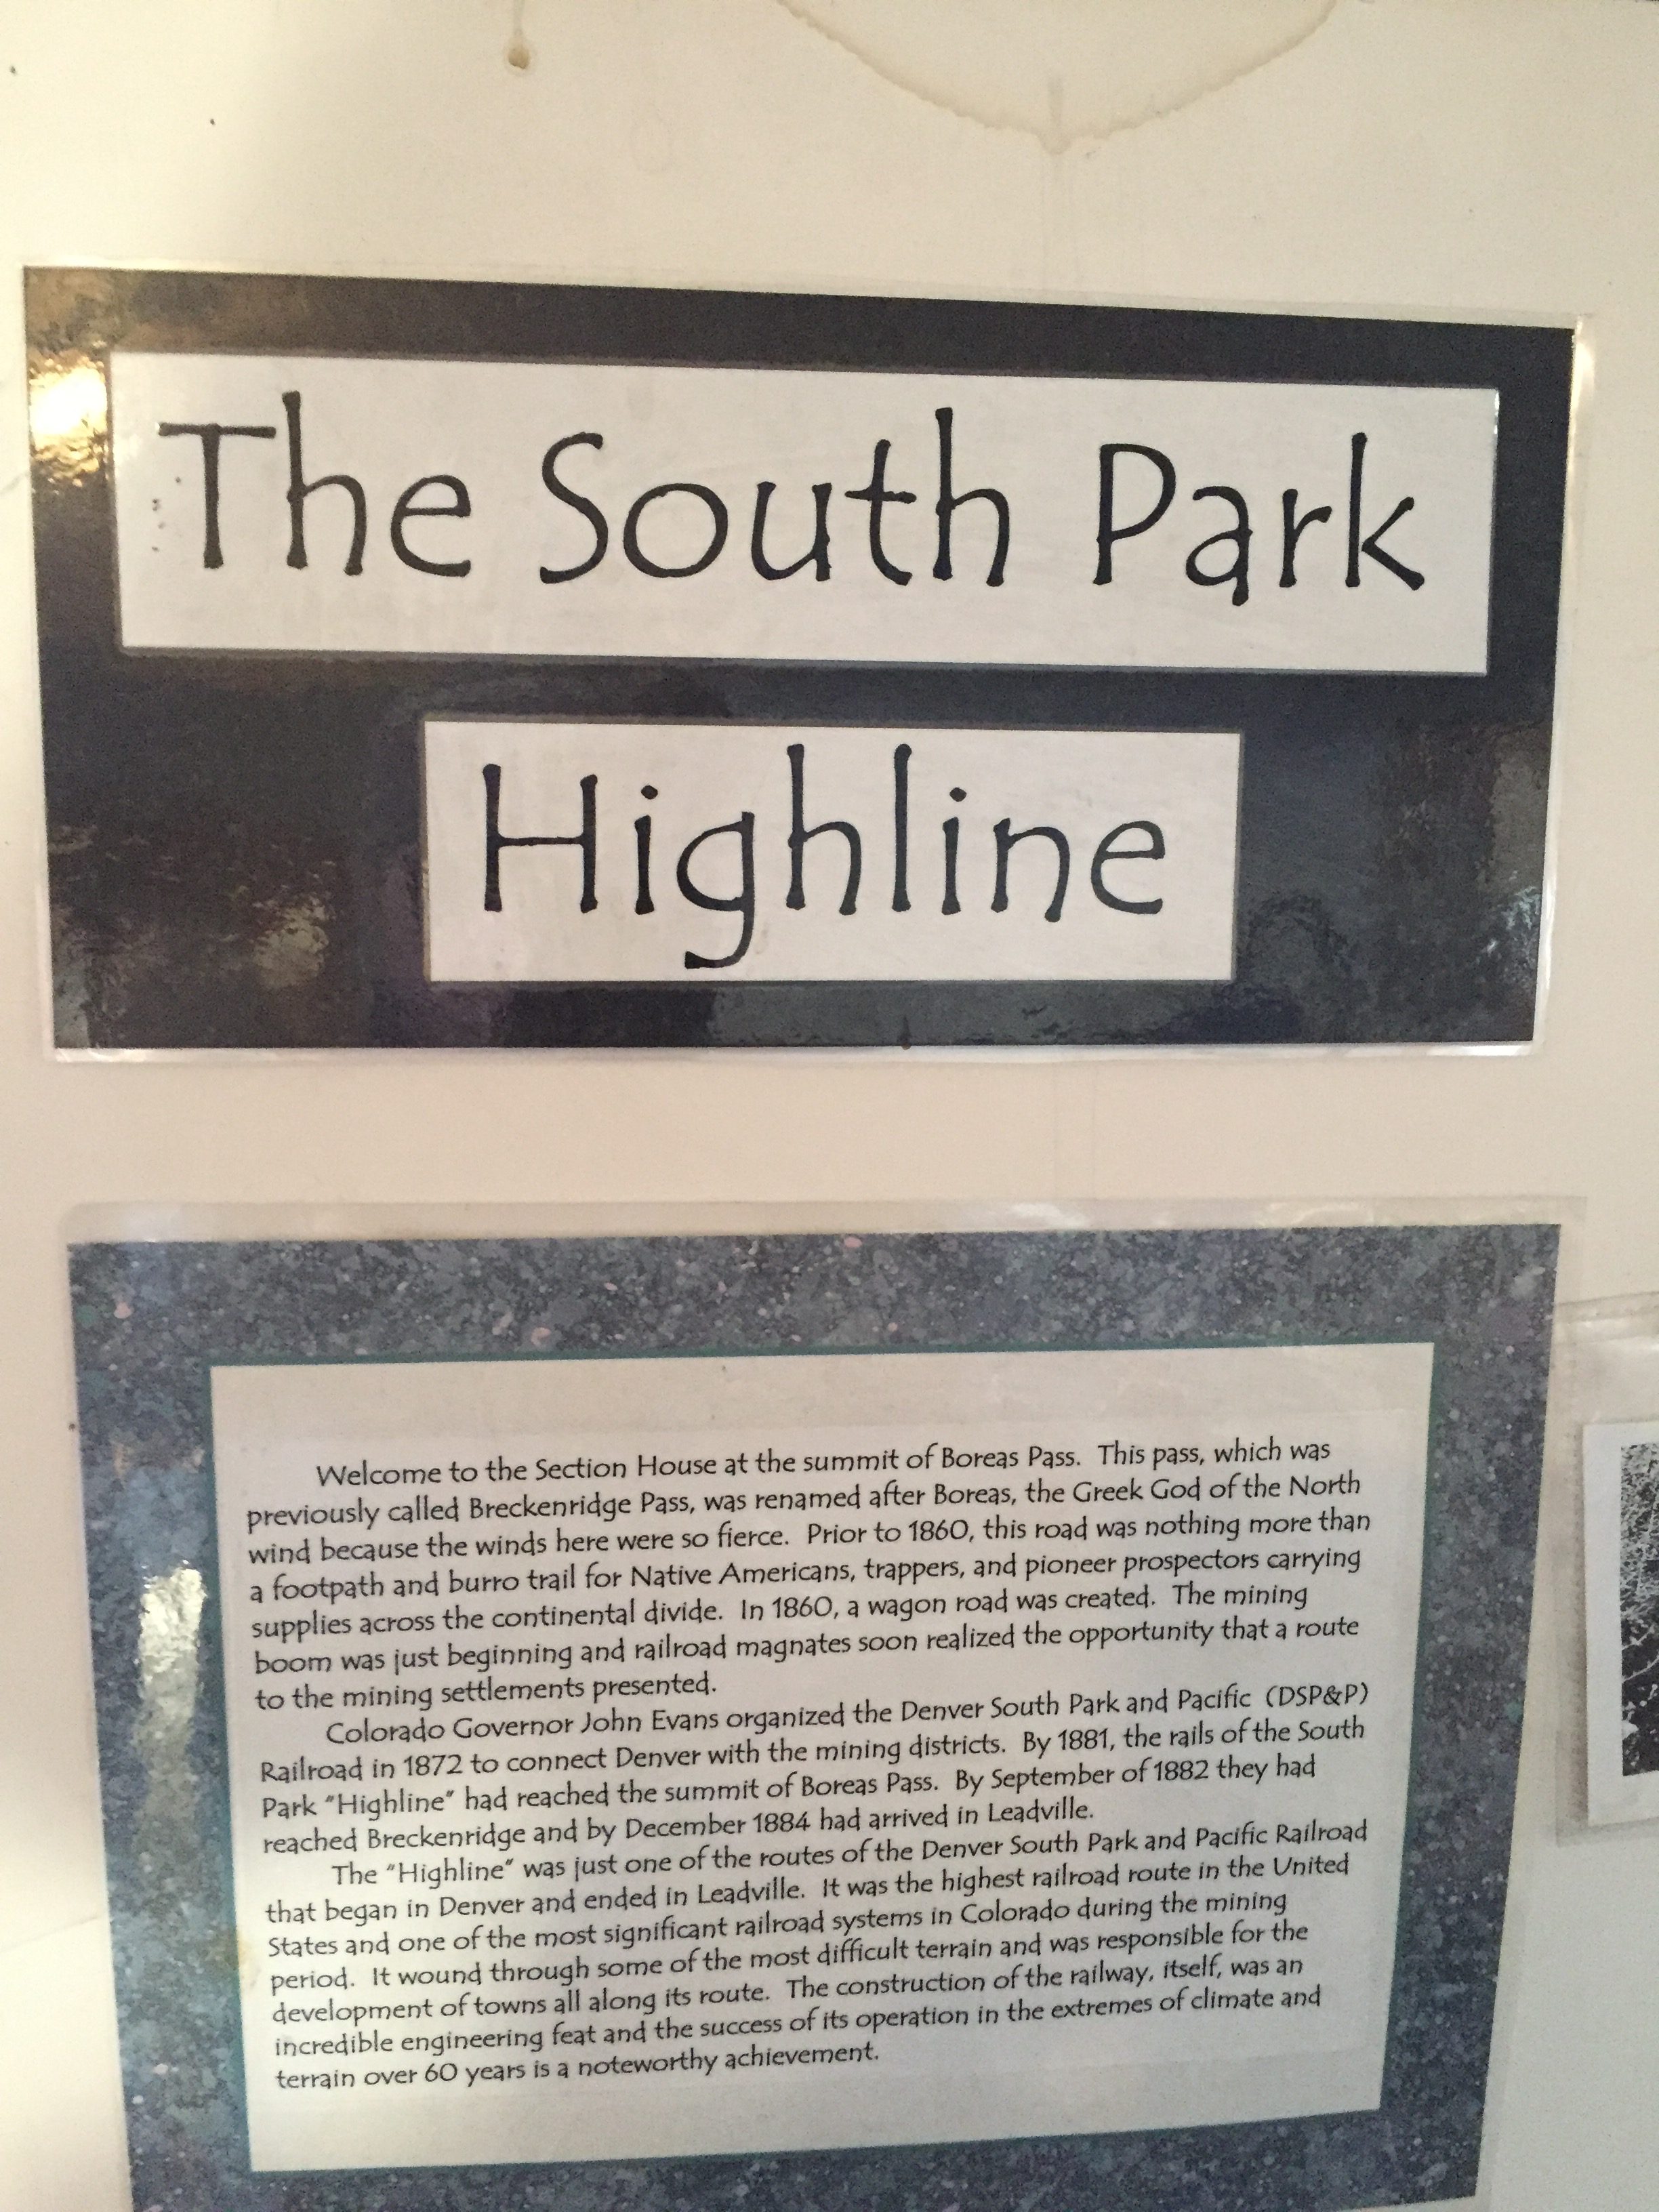 The South Park
Highline
Welcome to the Section House at the summit of Boreas Pass. This pass, which was
previously called Breckenridge Pass, was renamed after Boreas, the Greek God of the North
wind because the winds here were so fierce. Prior to 1860, this road was nothing more than
a footpath and burro trail for Native Americans, trappers, and pioneer prospectors carrying
supplies across the continental divide. In 1860, a wagon road was created. The mining
boom was just beginning and railroad magnates soon realized the opportunity that a route
to the mining settlements presented.
Colorado Governor John Evans organized the Denver South Park and Pacific (DSP&P)
Railroad in 1872 to connect Denver with the mining districts. By 1881, the rails of the South
Park "Highline" had reached the summit of Boreas Pass. By September of 1882 they had
reached Breckenridge and by December 1884 had arrived in Leadville.
The "Highline" was just one of the routes of the Denver South Park and Pacific Railroad
that began in Denver and ended in Leadville. It was the highest railroad route in the United
States and one of the most significant railroad systems in Colorado during the mining
period. It wound through some of the most difficult terrain and was responsible for the
development of towns all along its route. The construction of the railway, itself, was an
incredible engineering feat and the success of its operation in the extremes of climate and
terrain over 60 years is a noteworthy achievement.